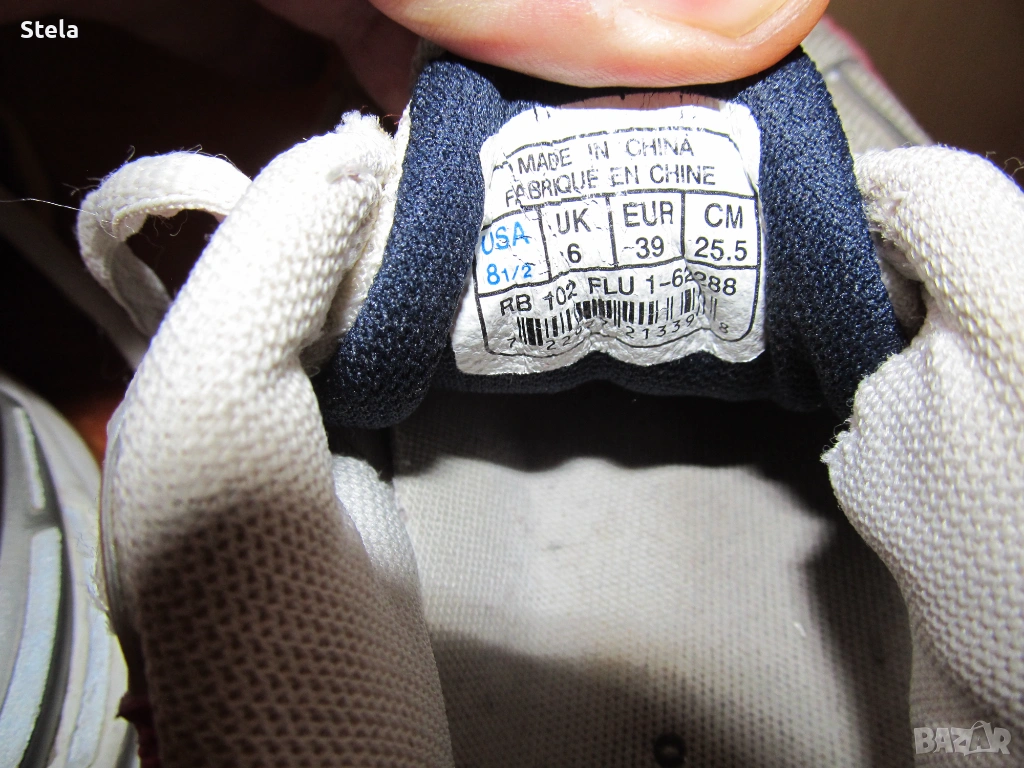 Stela
MADE IN CHINA
FABRIQUE EN CHINE
USA UK EUR CM
8 1/2 6 39 25.5
RB 102 FLU 1-62288
BAZAR